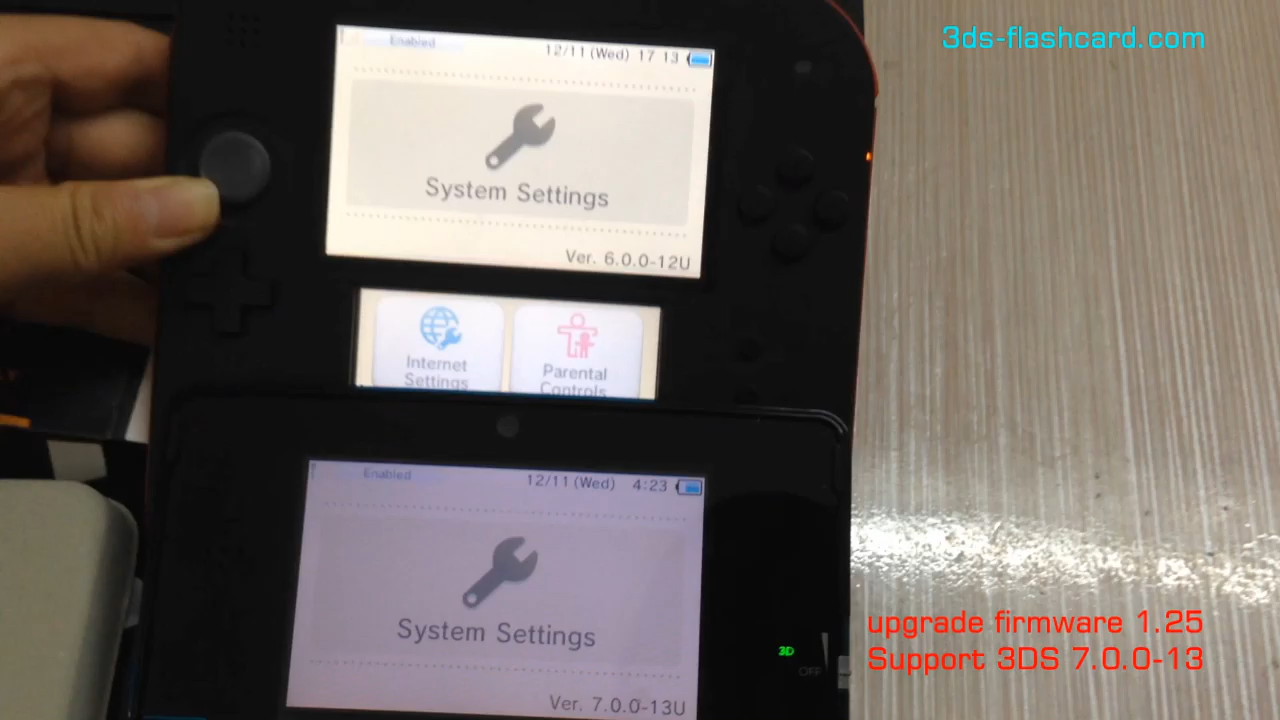 3ds-flashcard.com
Enabled
12/11 (Wed) 17 13
System Settings
Ver. 6.0.0-12U
Internet
Settings
Parental
Controls
Enabled
12/11 (Wed) 4:23
System Settings
3D
OFF
Ver. 7.0.0-13U
upgrade firmware 1.25
Support 3DS 7.0.0-13